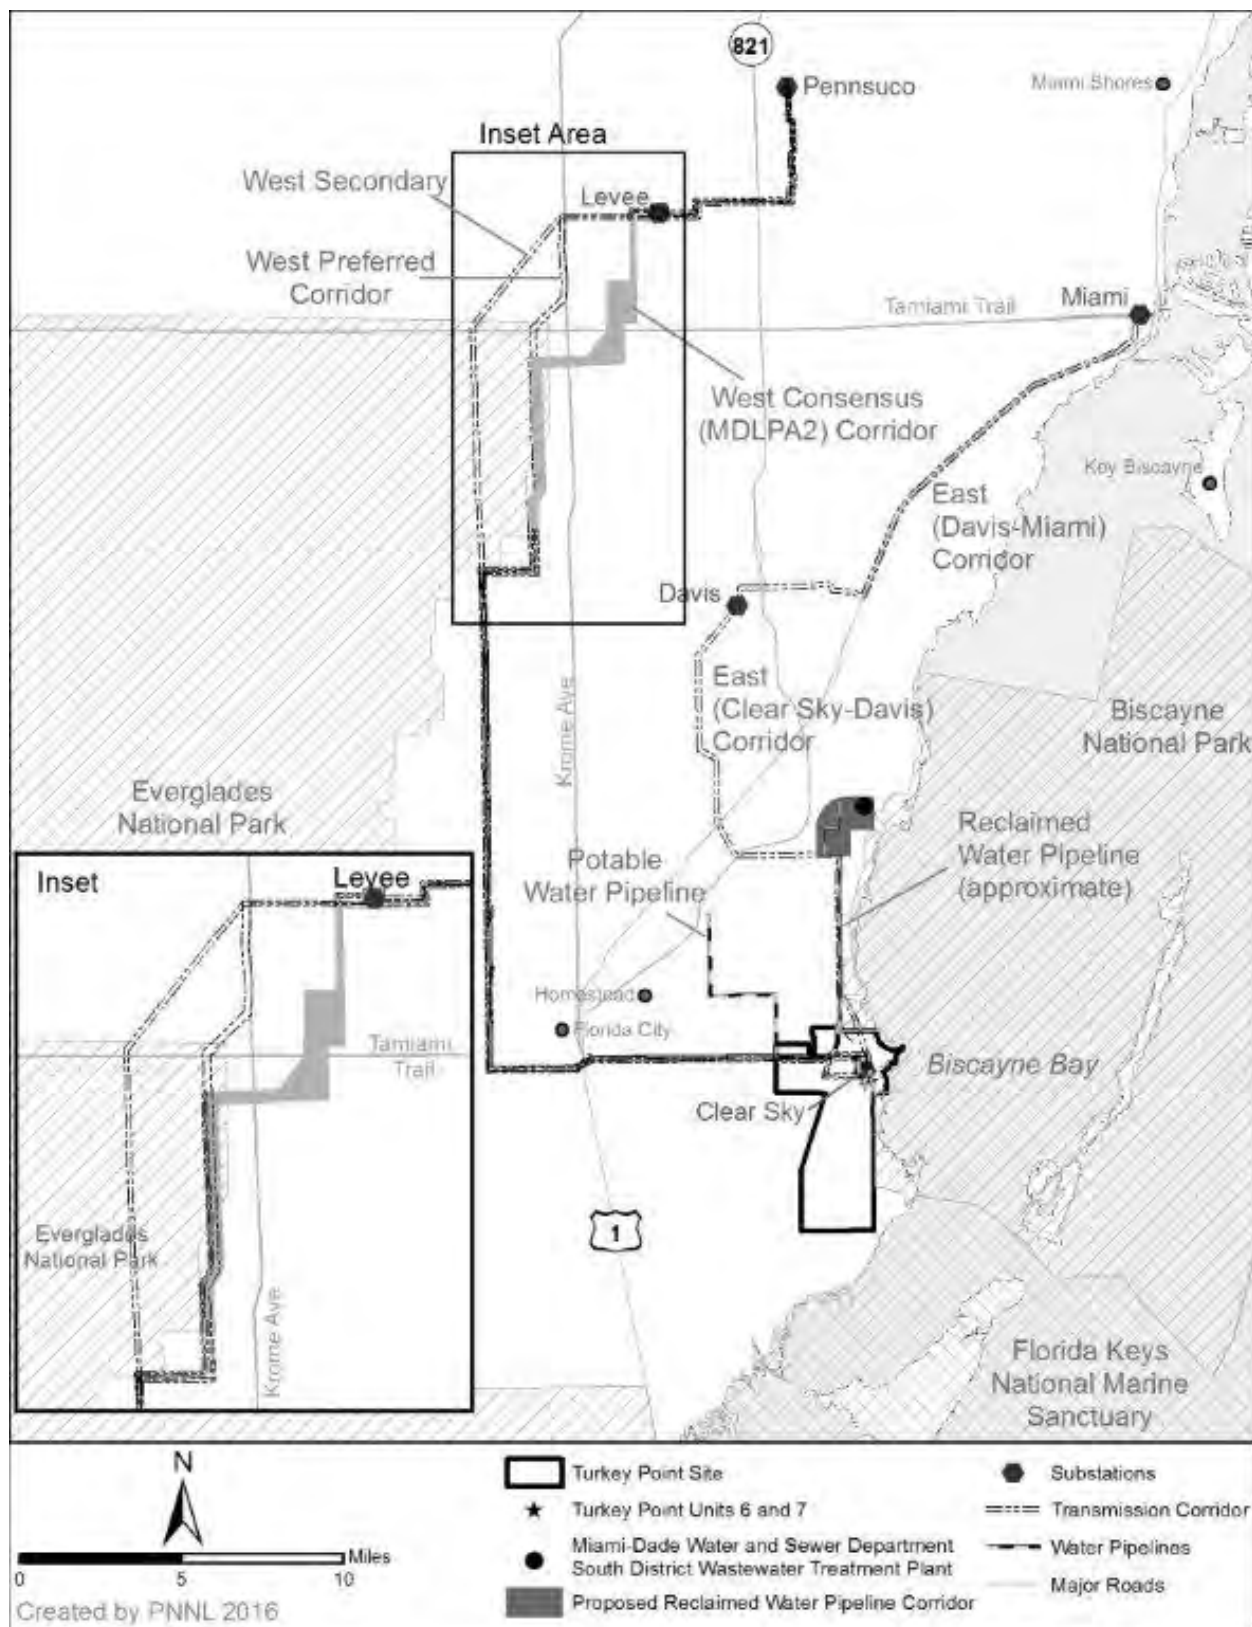 821
Pennsuco
Miami Shores
Inset Area
West Secondary
Levee
West Preferred
Corridor
Tamiami Trail
Miami
West Consensus
(MDLPA2) Corridor
Key Biscayne
East
(Davis-Miami)
Corridor
Davis
East
(Clear Sky-Davis)
Corridor
Krome Ave
Biscayne
National Park
Everglades
National Park
Potable
Water Pipeline
Reclaimed
Water Pipeline
(approximate)
Homestead
Florida City
Biscayne Bay
Clear Sky
1
Florida Keys
National Marine
Sanctuary
Inset
Levee
Tamiami
Trail
Everglades
National Park
Krome Ave
N
Miles
0
5
10
Created by PNNL 2016
Turkey Point Site
Turkey Point Units 6 and 7
Miami-Dade Water and Sewer Department
South District Wastewater Treatment Plant
Proposed Reclaimed Water Pipeline Corridor
Substations
Transmission Corridor
Water Pipelines
Major Roads